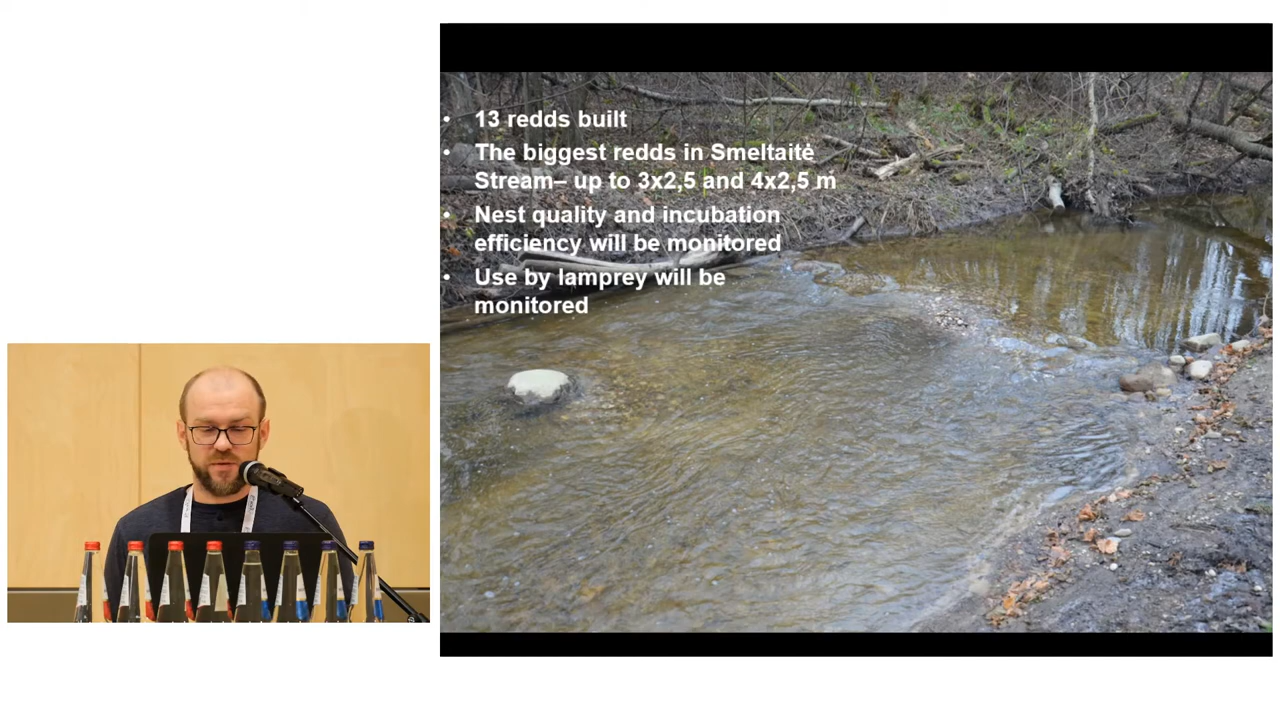 • 13 redds built
• The biggest redds in Smeltaitė
Stream– up to 3x2,5 and 4x2,5 m
• Nest quality and incubation
efficiency will be monitored
• Use by lamprey will be
monitored